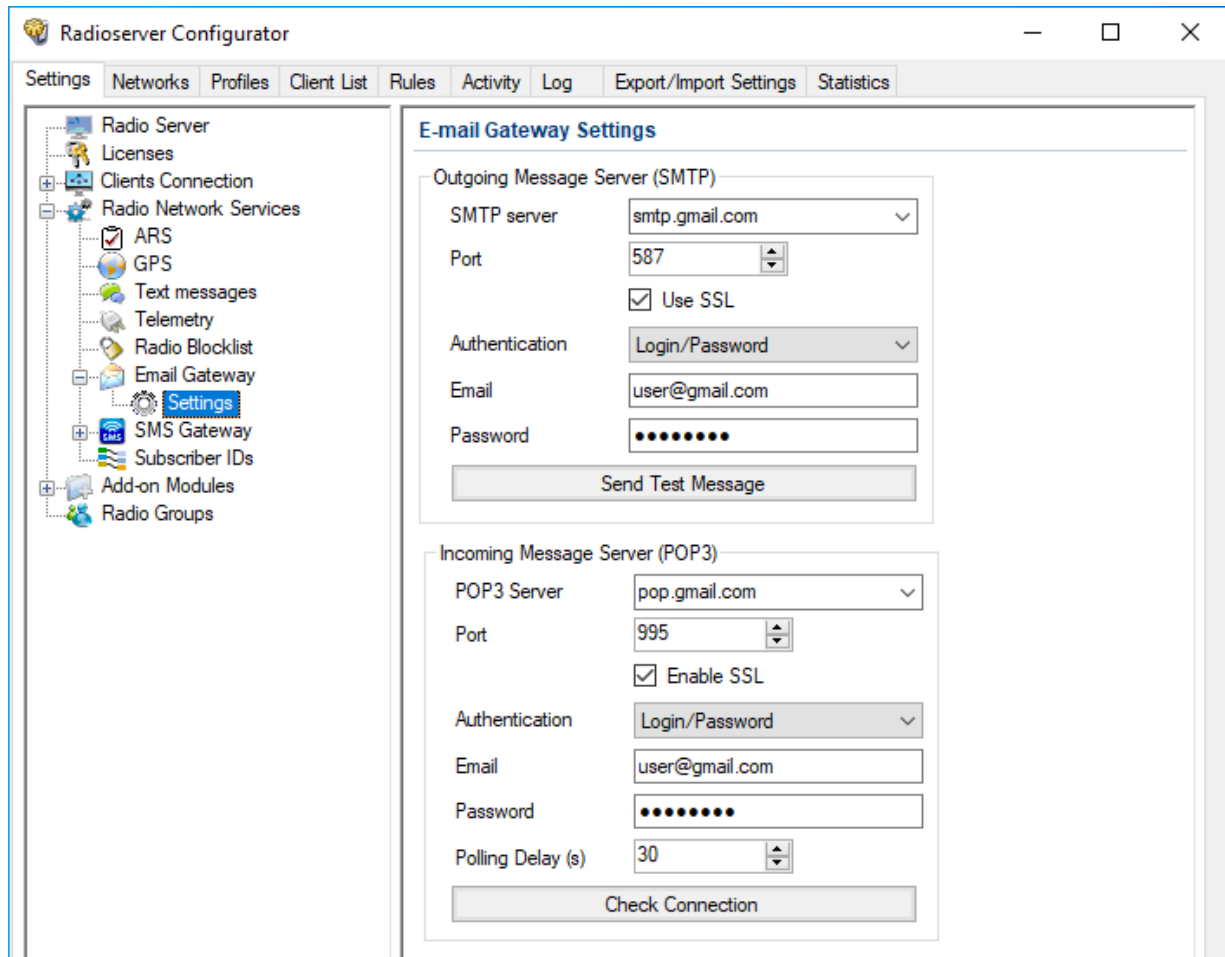 Radioserver Configurator
Settings Networks Profiles Client List Rules Activity Log Export/Import Settings Statistics
Radio Server
Licenses
Clients Connection
Radio Network Services
ARS
GPS
Text messages
Telemetry
Radio Blocklist
Email Gateway
Settings
SMS Gateway
Subscriber IDs
Add-on Modules
Radio Groups
E-mail Gateway Settings
Outgoing Message Server (SMTP)
SMTP server smtp.gmail.com
Port 587
Use SSL
Authentication Login/Password
Email user@gmail.com
Password ●●●●●●●●
Send Test Message
Incoming Message Server (POP3)
POP3 Server pop.gmail.com
Port 995
Enable SSL
Authentication Login/Password
Email user@gmail.com
Password ●●●●●●●●
Polling Delay (s) 30
Check Connection